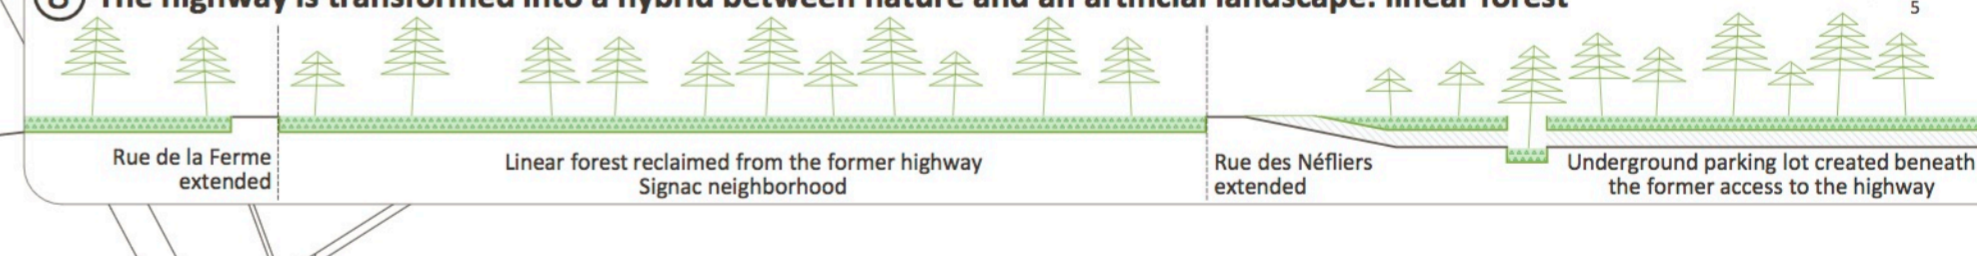 The highway is transformed into a hybrid between nature and an artificial landscape: linear forest
5
Rue de la Ferme
extended
Linear forest reclaimed from the former highway
Signac neighborhood
Rue des Néfliers
extended
Underground parking lot created beneath
the former access to the highway